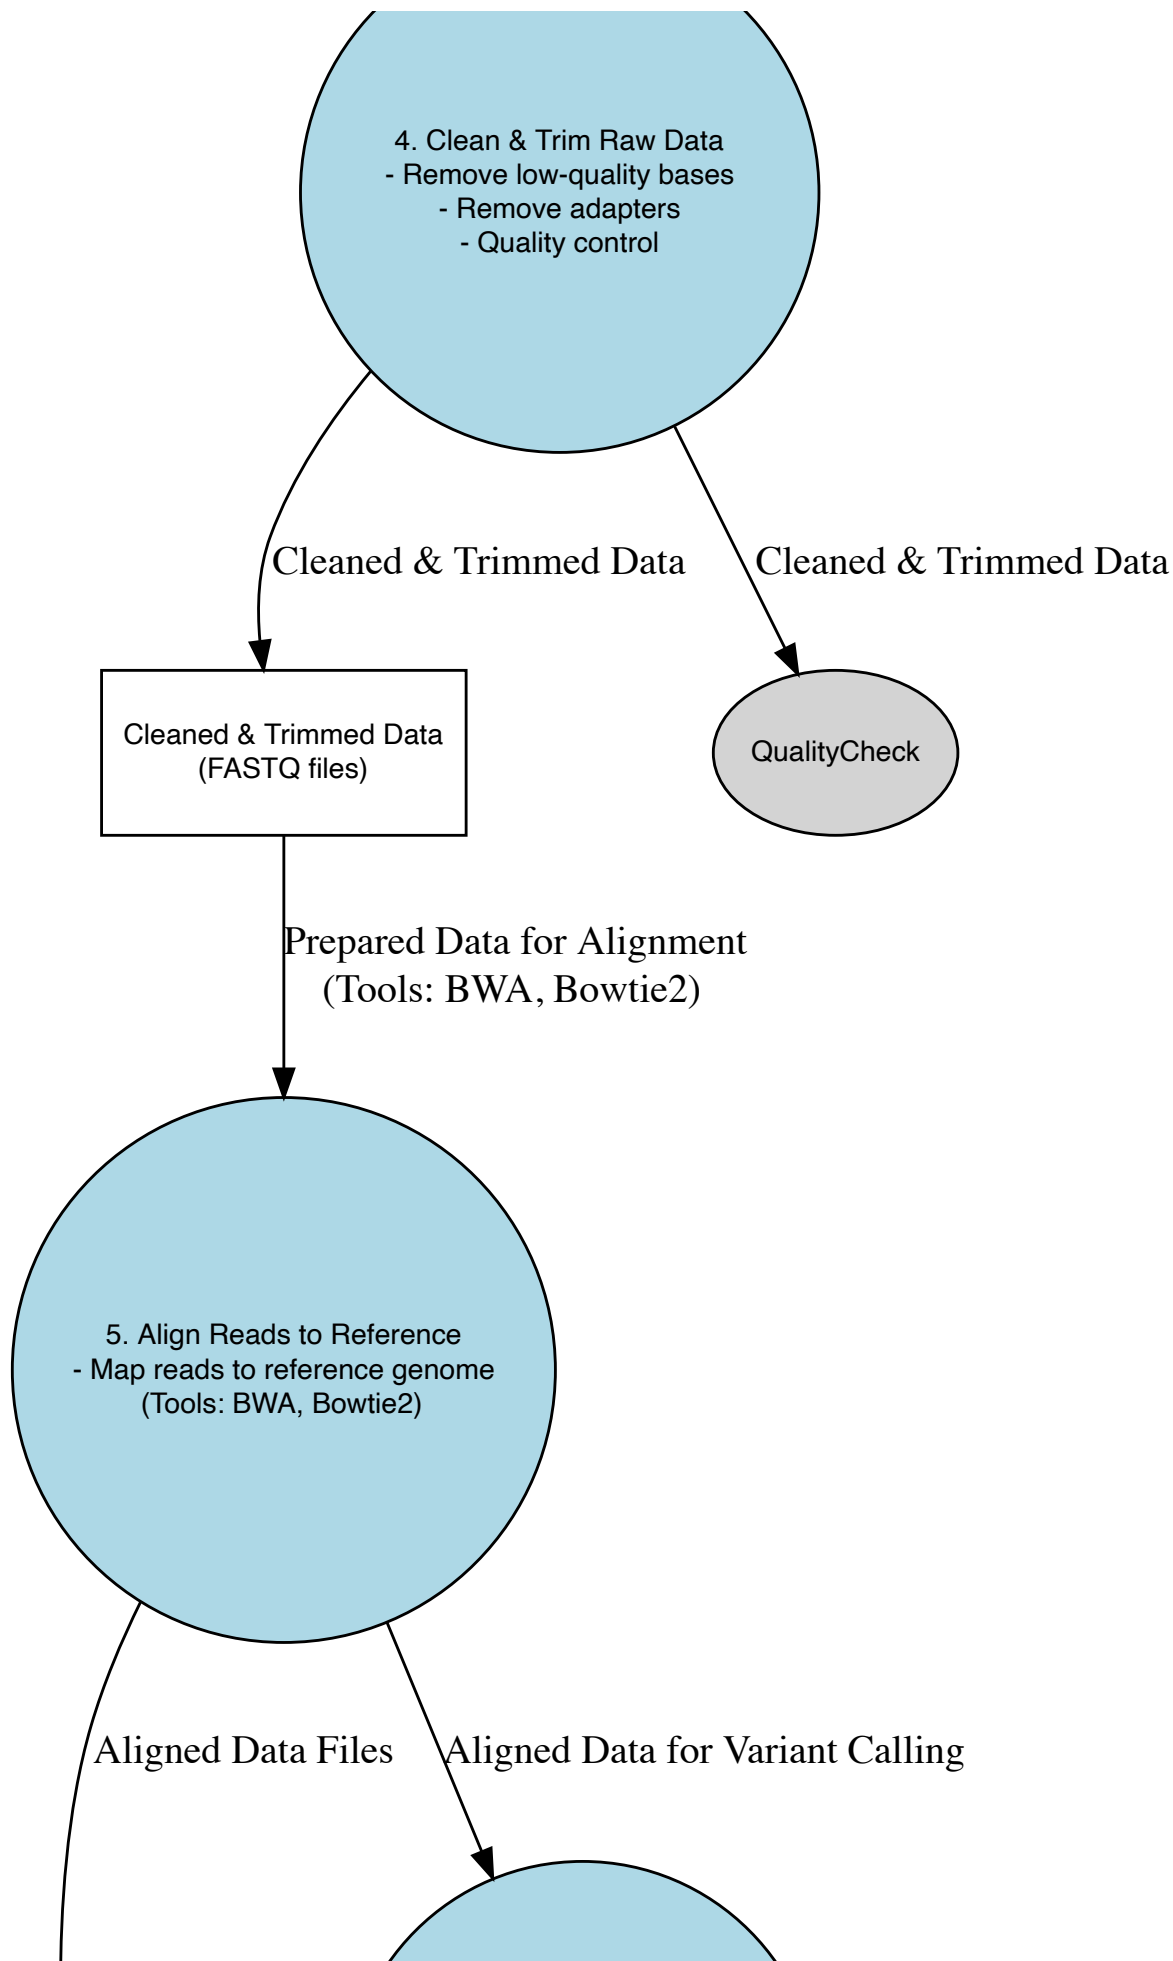 4. Clean & Trim Raw Data
- Remove low-quality bases
- Remove adapters
- Quality control
Cleaned & Trimmed Data
Cleaned & Trimmed Data
Cleaned & Trimmed Data
(FASTQ files)
QualityCheck
Prepared Data for Alignment
(Tools: BWA, Bowtie2)
5. Align Reads to Reference
- Map reads to reference genome
(Tools: BWA, Bowtie2)
Aligned Data Files
Aligned Data for Variant Calling